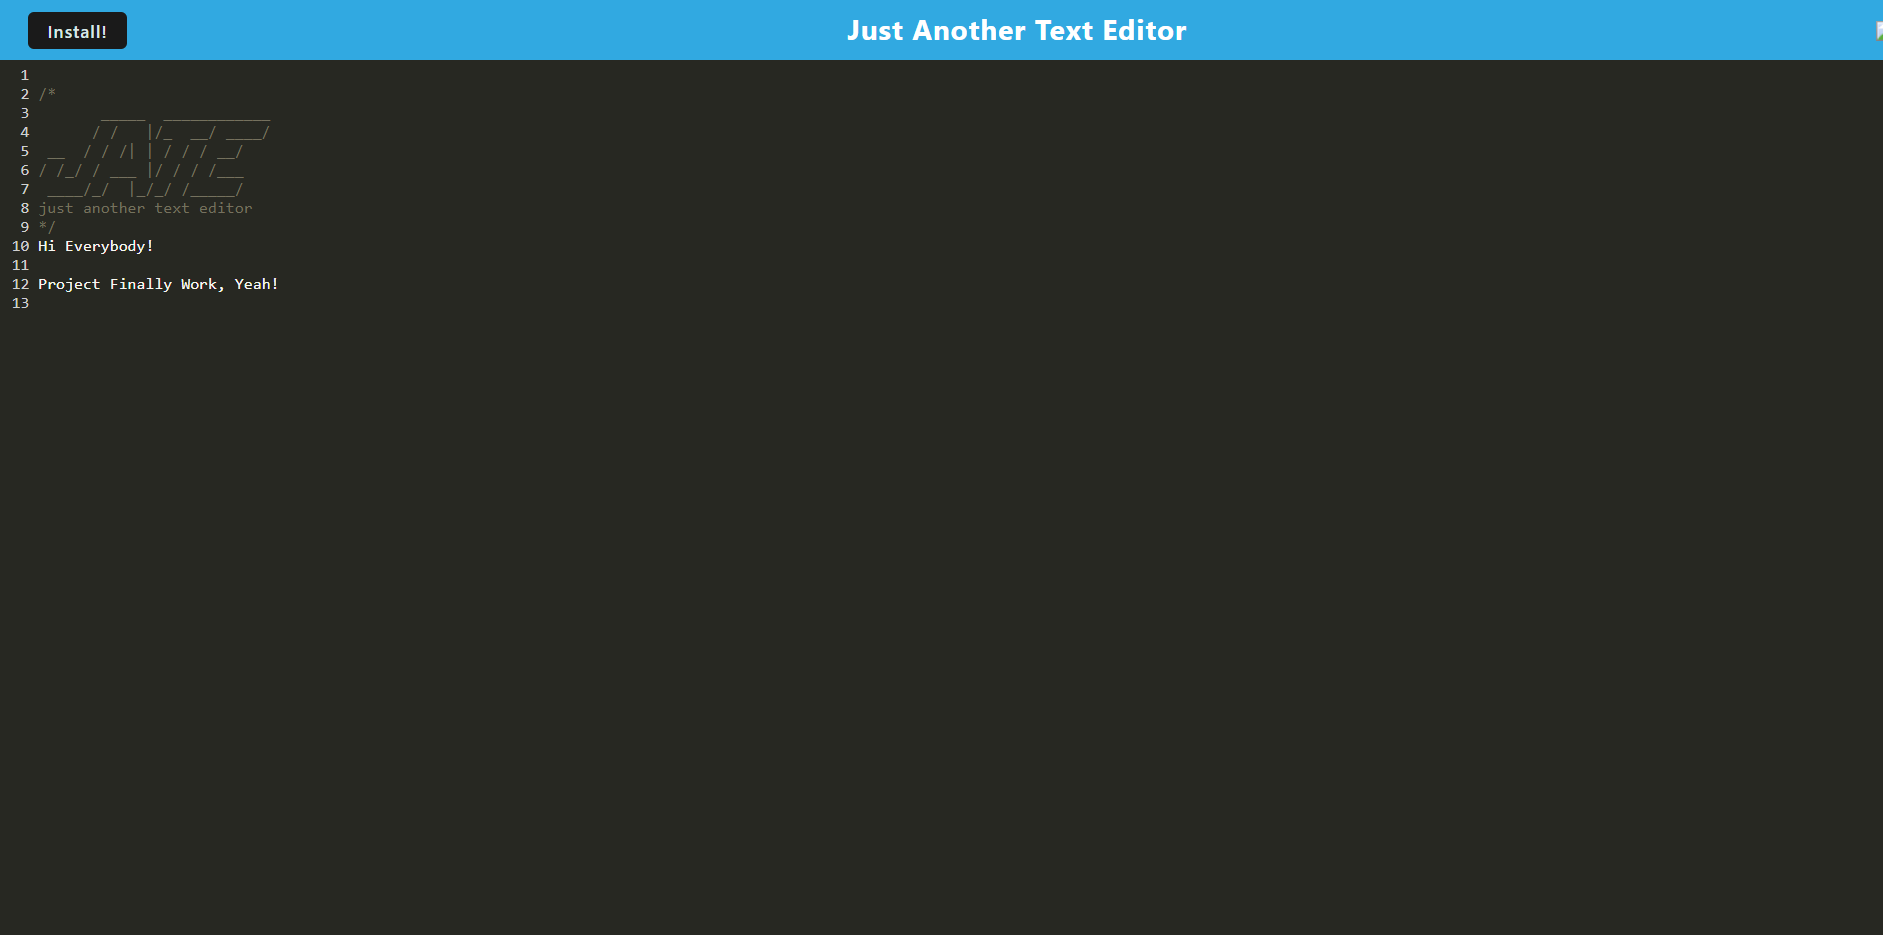 Install!
Just Another Text Editor
1
2 /*
3        _____  ____________
4       / /   |/_  __/ ____/
5  __  / / /| | / / / __/
6 / /_/ / ___ |/ / / /___
7  ____/_/  |_/_/ /_____/
8 just another text editor
9 */
10 Hi Everybody!
11
12 Project Finally Work, Yeah!
13